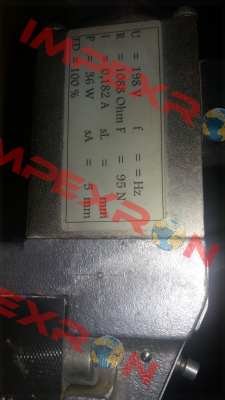 U = 198 V f = = Hz
R = 1088 Ohm F = 95 N
I = 0,182 A sL = mm
P = 36 W sA = 5 mm
ED = 100 %
IMPEXRON
IMPEXRON
IMPEXRON